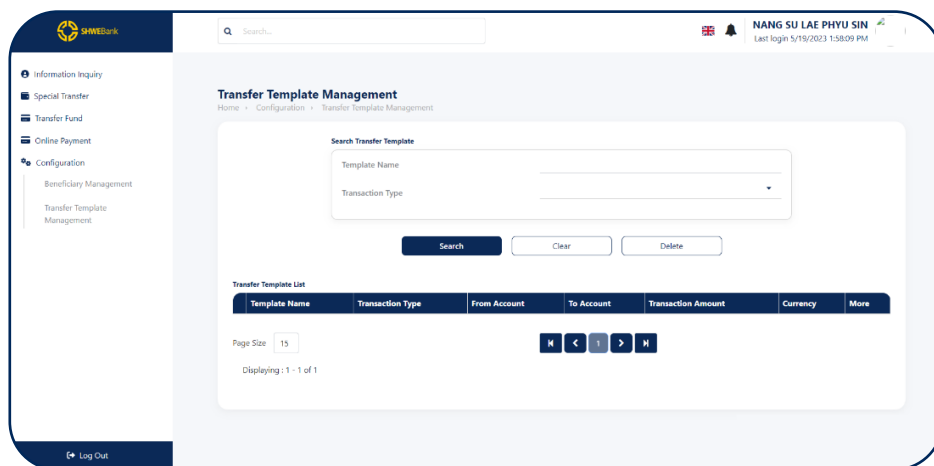 SHWEBank
Search...
NANG SU LAE PHYU SIN
Last login 5/19/2023 1:58:09 PM
Information Inquiry
Special Transfer
Transfer Fund
Online Payment
Configuration
Beneficiary Management
Transfer Template
Management
Transfer Template Management
Home › Configuration › Transfer Template Management
Search Transfer Template
Template Name
Transaction Type
Search Clear Delete
Transfer Template List
Template Name Transaction Type From Account To Account Transaction Amount Currency More
Page Size 15
1
Displaying : 1 - 1 of 1
Log Out